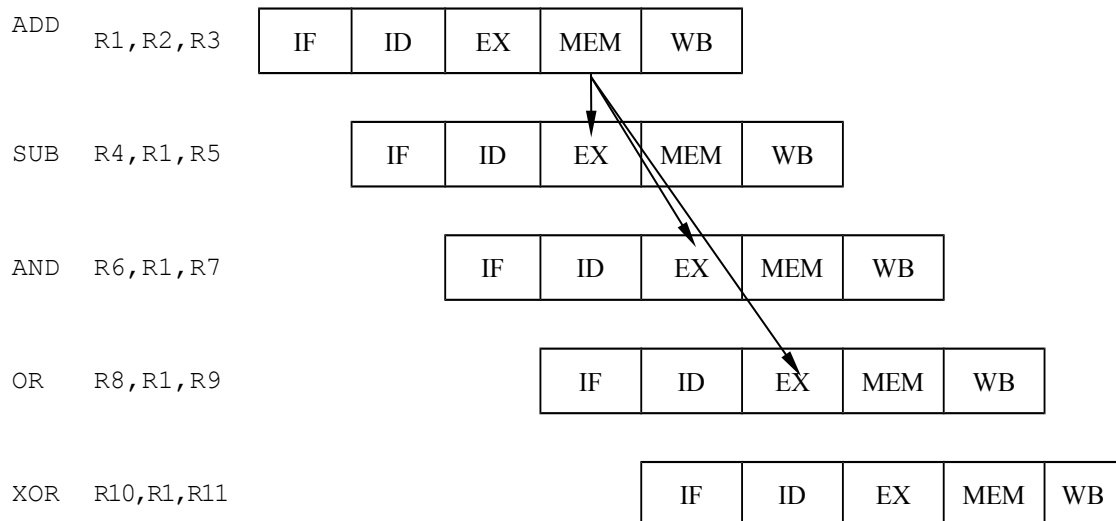 ADD R1,R2,R3 IF ID EX MEM WB
SUB R4,R1,R5 IF ID EX MEM WB
AND R6,R1,R7 IF ID EX MEM WB
OR R8,R1,R9 IF ID EX MEM WB
XOR R10,R1,R11 IF ID EX MEM WB